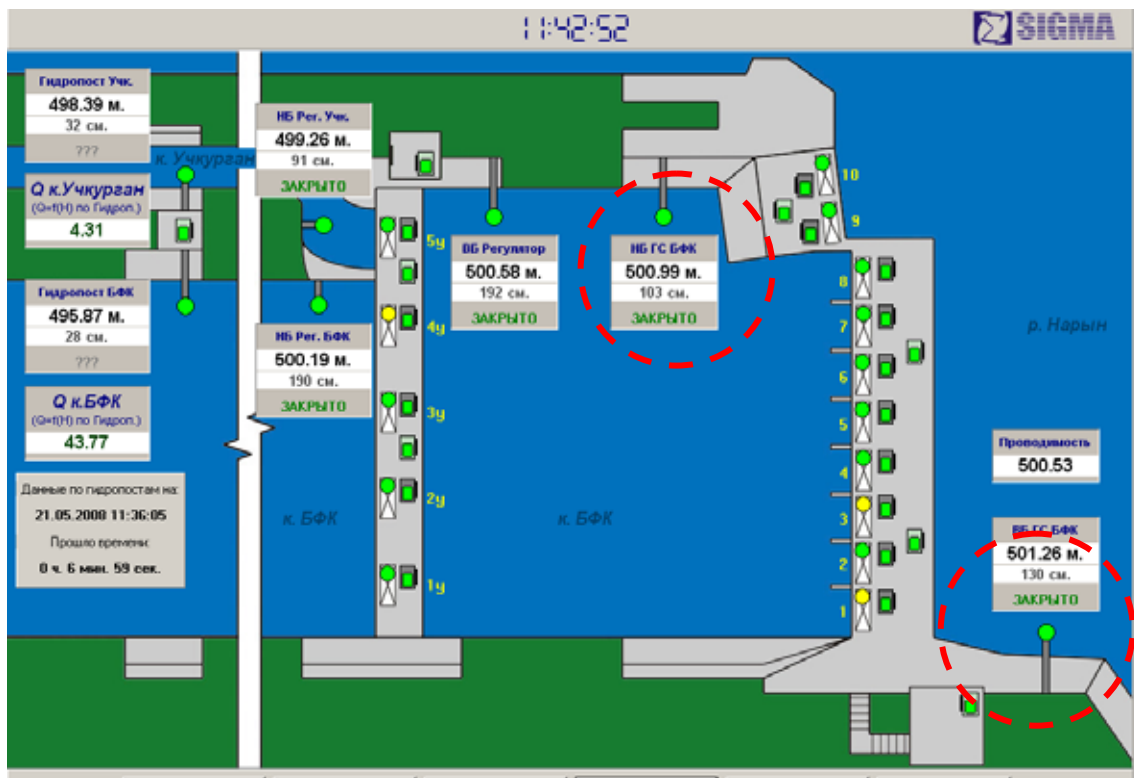 11:42:52
SIGMA
Гидропост Учк.
498.39 м.
32 см.
???
Q к.Учкурган
(Q=f(H) по Гидроп.)
4.31
Гидропост БФК
495.87 м.
28 см.
???
Q к.БФК
(Q=f(H) по Гидроп.)
43.77
Данные по гидропостам на:
21.05.2008 11:36:05
Прошло времени:
0 ч. 6 мин. 59 сек.
к. Учкурган
НБ Рег. Учк.
499.26 м.
91 см.
ЗАКРЫТО
НБ Рег. БФК
500.19 м.
190 см.
ЗАКРЫТО
к. БФК
5у
4у
3у
2у
1у
ВБ Регулятор
500.58 м.
192 см.
ЗАКРЫТО
НБ ГС БФК
500.99 м.
103 см.
ЗАКРЫТО
к. БФК
10
9
8
7
6
5
4
3
2
1
р. Нарын
Проводимость
500.53
ВБ ГС БФК
501.26 м.
130 см.
ЗАКРЫТО